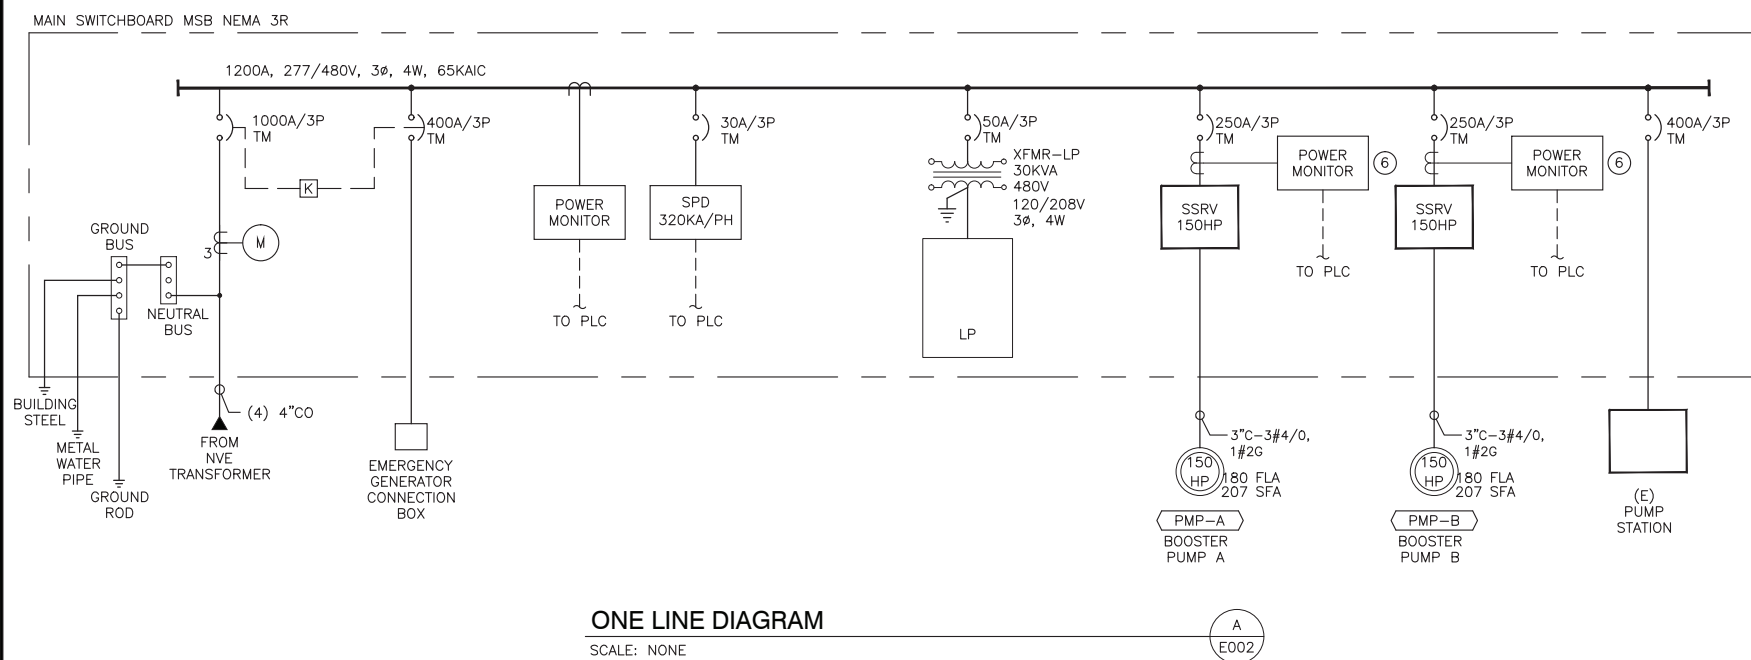 MAIN SWITCHBOARD MSB NEMA 3R
1200A, 277/480V, 3ø, 4W, 65KAIC
1000A/3P
TM
K
400A/3P
TM
30A/3P
TM
50A/3P
TM
250A/3P
TM
250A/3P
TM
400A/3P
TM
XFMR-LP
30KVA
480V
120/208V
3ø, 4W
POWER
MONITOR
6
POWER
MONITOR
6
POWER
MONITOR
SPD
320KA/PH
SSRV
150HP
SSRV
150HP
GROUND
BUS
3
M
NEUTRAL
BUS
TO PLC
TO PLC
LP
TO PLC
TO PLC
BUILDING
STEEL
METAL
WATER
PIPE
GROUND
ROD
(4) 4"CO
FROM
NVE
TRANSFORMER
EMERGENCY
GENERATOR
CONNECTION
BOX
3"C-3#4/0,
1#2G
150
HP
180 FLA
207 SFA
PMP-A
BOOSTER
PUMP A
3"C-3#4/0,
1#2G
150
HP
180 FLA
207 SFA
PMP-B
BOOSTER
PUMP B
(E)
PUMP
STATION
ONE LINE DIAGRAM
SCALE: NONE
A
E002